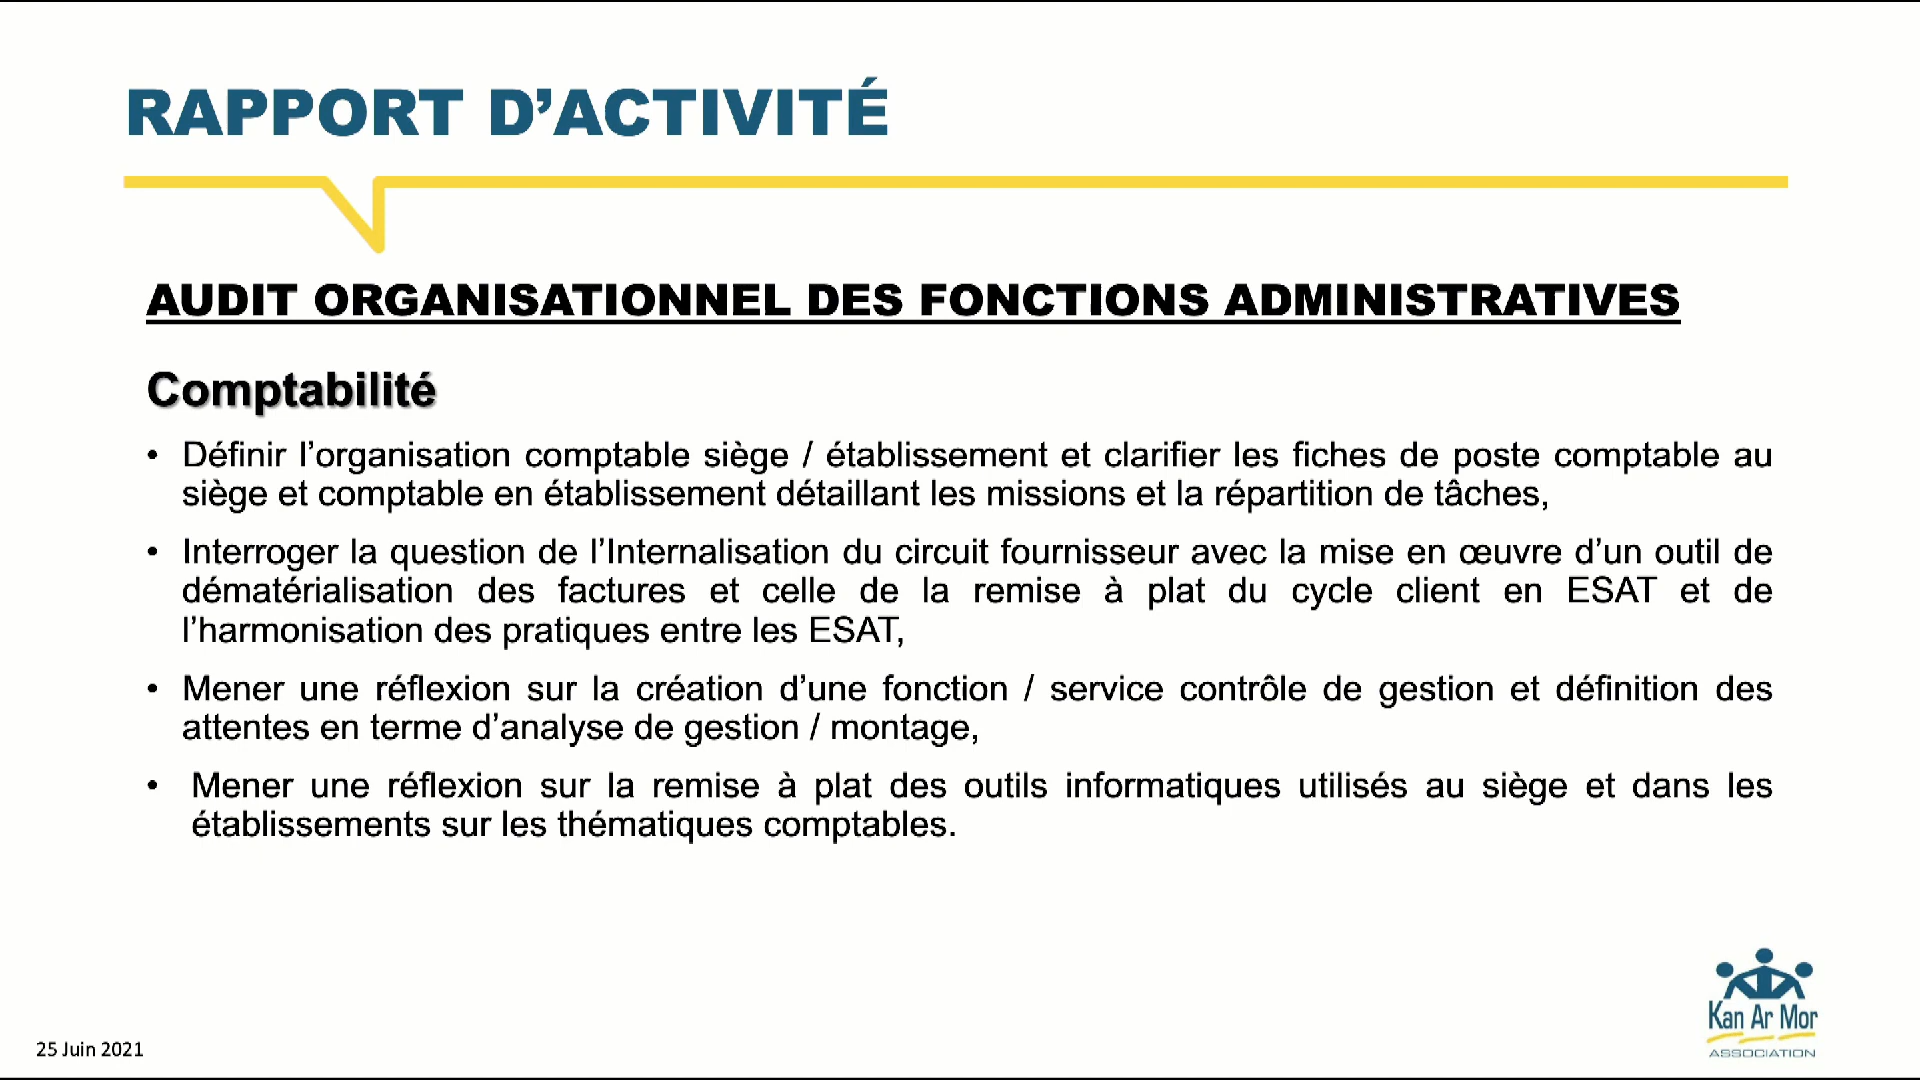 RAPPORT D’ACTIVITÉ
AUDIT ORGANISATIONNEL DES FONCTIONS ADMINISTRATIVES
Comptabilité
• Définir l’organisation comptable siège / établissement et clarifier les fiches de poste comptable au
siège et comptable en établissement détaillant les missions et la répartition de tâches,
• Interroger la question de l’Internalisation du circuit fournisseur avec la mise en œuvre d’un outil de
dématérialisation des factures et celle de la remise à plat du cycle client en ESAT et de
l’harmonisation des pratiques entre les ESAT,
• Mener une réflexion sur la création d’une fonction / service contrôle de gestion et définition des
attentes en terme d’analyse de gestion / montage,
• Mener une réflexion sur la remise à plat des outils informatiques utilisés au siège et dans les
établissements sur les thématiques comptables.
Kan Ar Mor
ASSOCIATION
25 Juin 2021